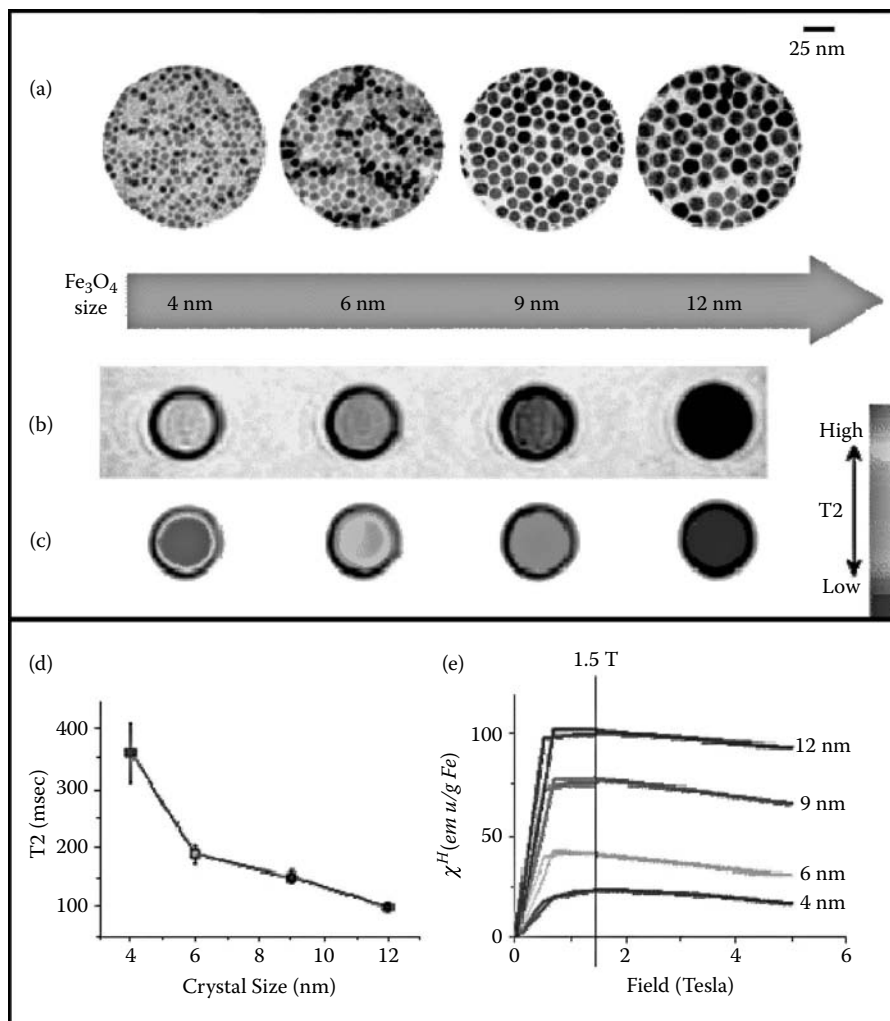 25 nm
(a)
Fe₃O₄
size
4 nm
6 nm
9 nm
12 nm
(b)
High
T2
(c)
Low
(d)
400
300
200
100
T2 (msec)
4
6
8
10
12
Crystal Size (nm)
(e)
1.5 T
100
75
50
25
0
χᴴ(em u/g Fe)
12 nm
9 nm
6 nm
4 nm
0
2
4
6
Field (Tesla)